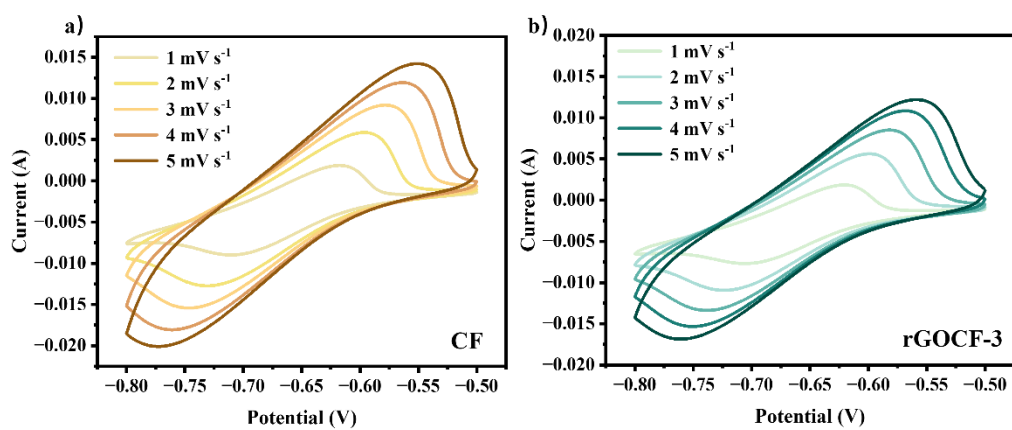 a)
1 mV s⁻¹
2 mV s⁻¹
3 mV s⁻¹
4 mV s⁻¹
5 mV s⁻¹
0.015
0.010
0.005
0.000
−0.005
−0.010
−0.015
−0.020
Current (A)
CF
−0.80 −0.75 −0.70 −0.65 −0.60 −0.55 −0.50
Potential (V)
b)
1 mV s⁻¹
2 mV s⁻¹
3 mV s⁻¹
4 mV s⁻¹
5 mV s⁻¹
0.020
0.015
0.010
0.005
0.000
−0.005
−0.010
−0.015
−0.020
Current (A)
rGOCF-3
−0.80 −0.75 −0.70 −0.65 −0.60 −0.55 −0.50
Potential (V)